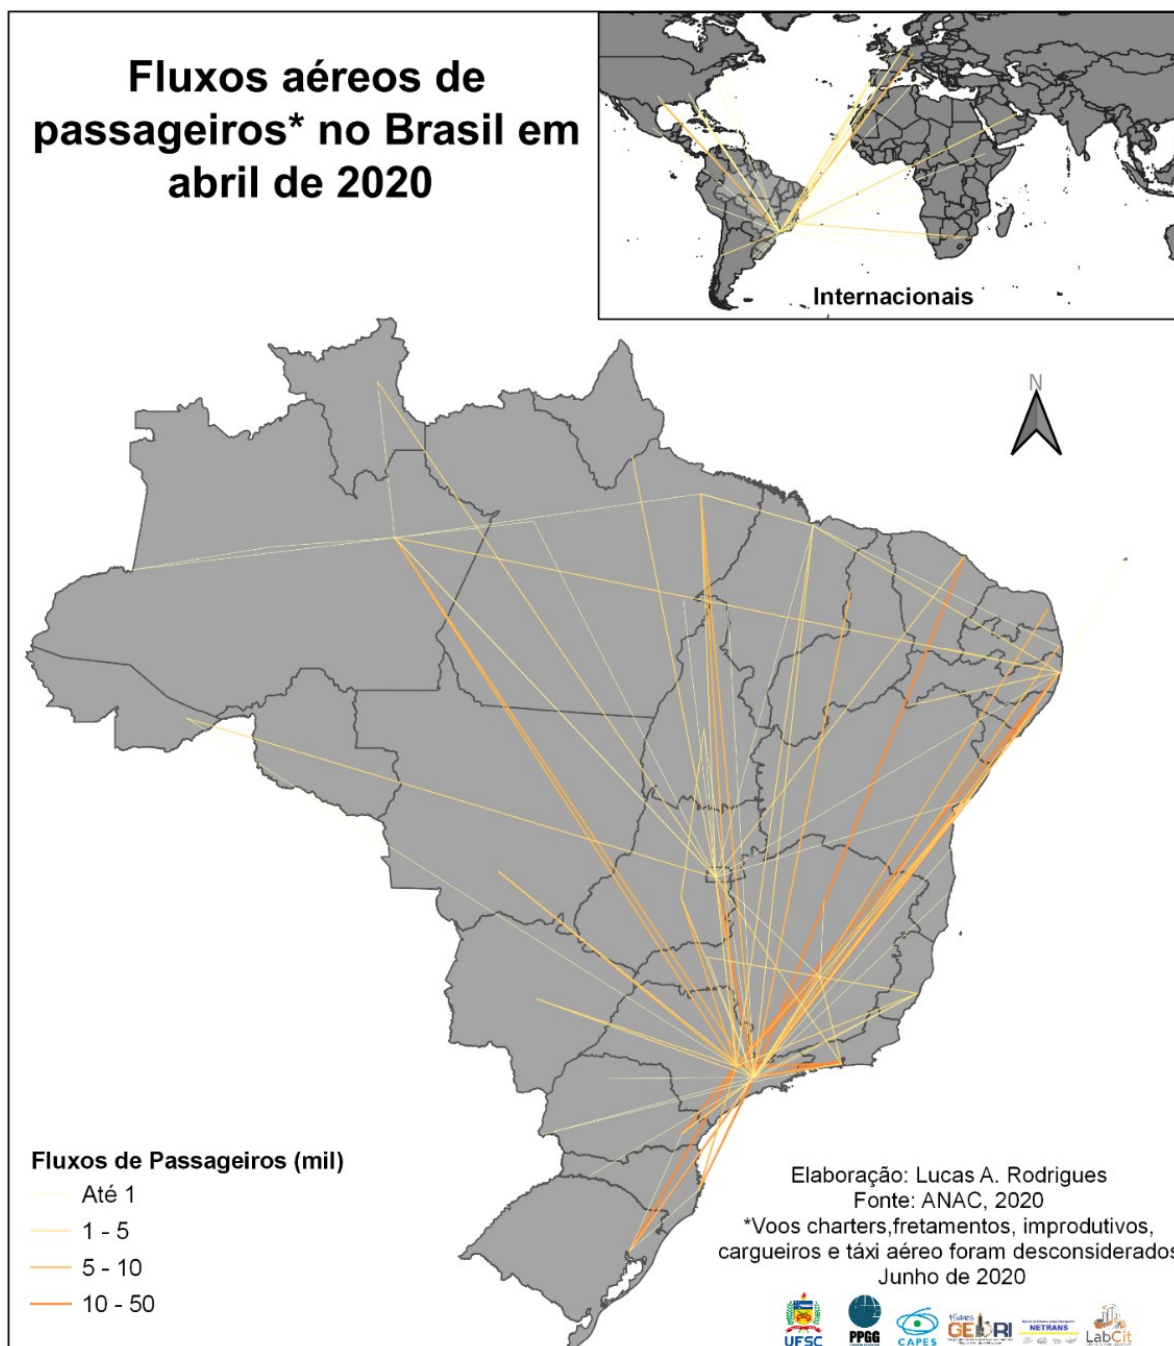 Fluxos aéreos de
passageiros* no Brasil em
abril de 2020
Internacionais
N
Fluxos de Passageiros (mil)
Até 1
1 - 5
5 - 10
10 - 50
Elaboração: Lucas A. Rodrigues
Fonte: ANAC, 2020
*Voos charters,fretamentos, improdutivos,
cargueiros e táxi aéreo foram desconsiderados
Junho de 2020
UFSC
PPGG
CAPES
NETRANS
LabCit